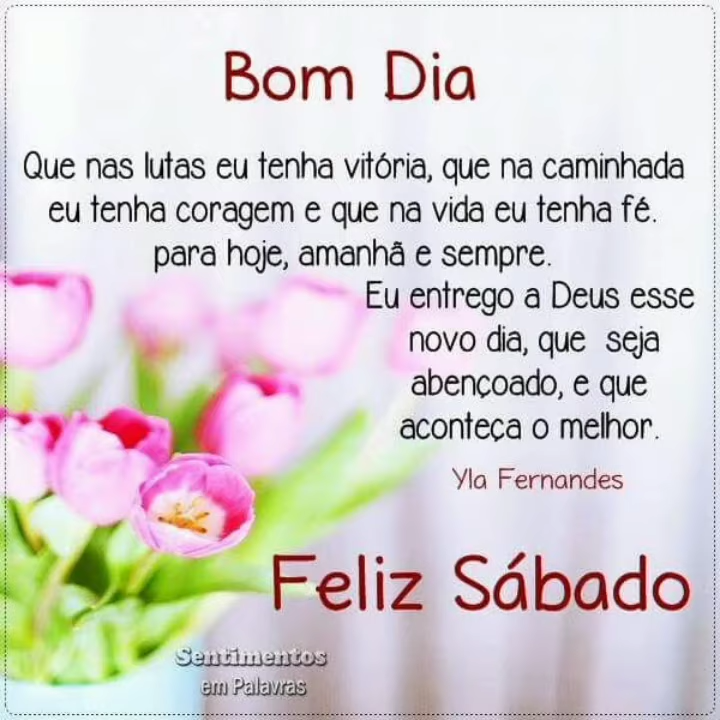 Bom Dia
Que nas lutas eu tenha vitória, que na caminhada
eu tenha coragem e que na vida eu tenha fé.
para hoje, amanhã e sempre.
Eu entrego a Deus esse
novo dia, que seja
abençoado, e que
aconteça o melhor.
Yla Fernandes
Feliz Sábado
Sentimentos
em Palavras